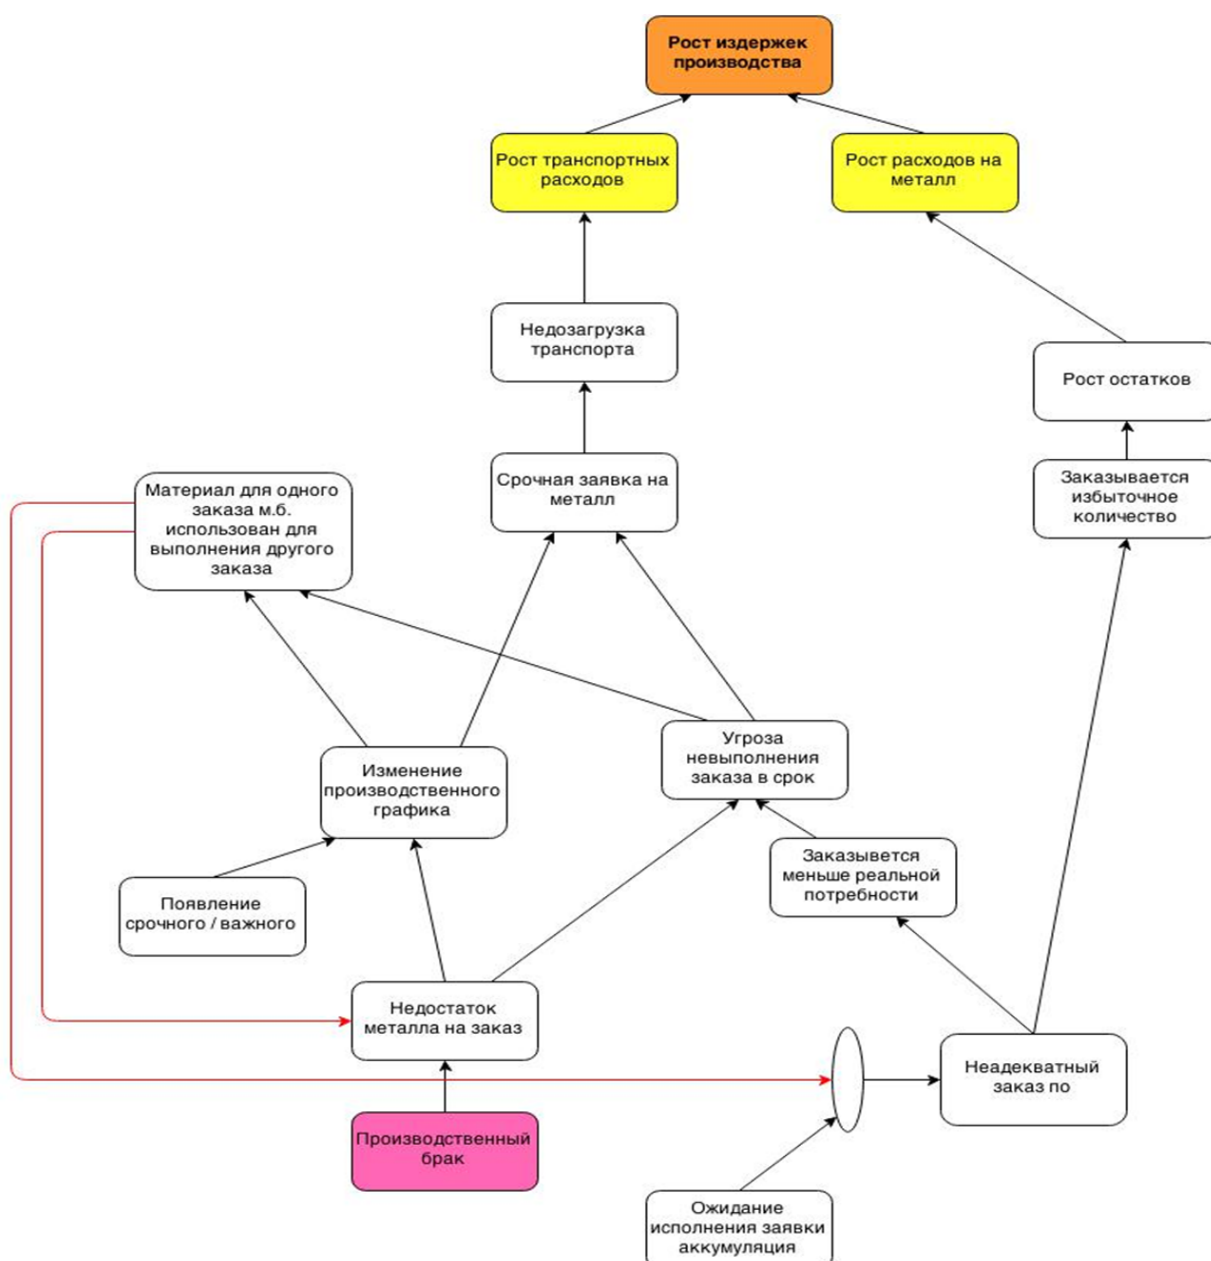 Рост издержек
производства
Рост транспортных
расходов
Рост расходов на
металл
Недозагрузка
транспорта
Рост остатков
Срочная заявка на
металл
Заказывается
избыточное
количество
Материал для одного
заказа м.б.
использован для
выполнения другого
заказа
Угроза
невыполнения
заказа в срок
Изменение
производственного
графика
Заказывется
меньше реальной
потребности
Появление
срочного / важного
Недостаток
металла на заказ
Неадекватный
заказ по
Производственный
брак
Ожидание
исполнения заявки
аккумуляция